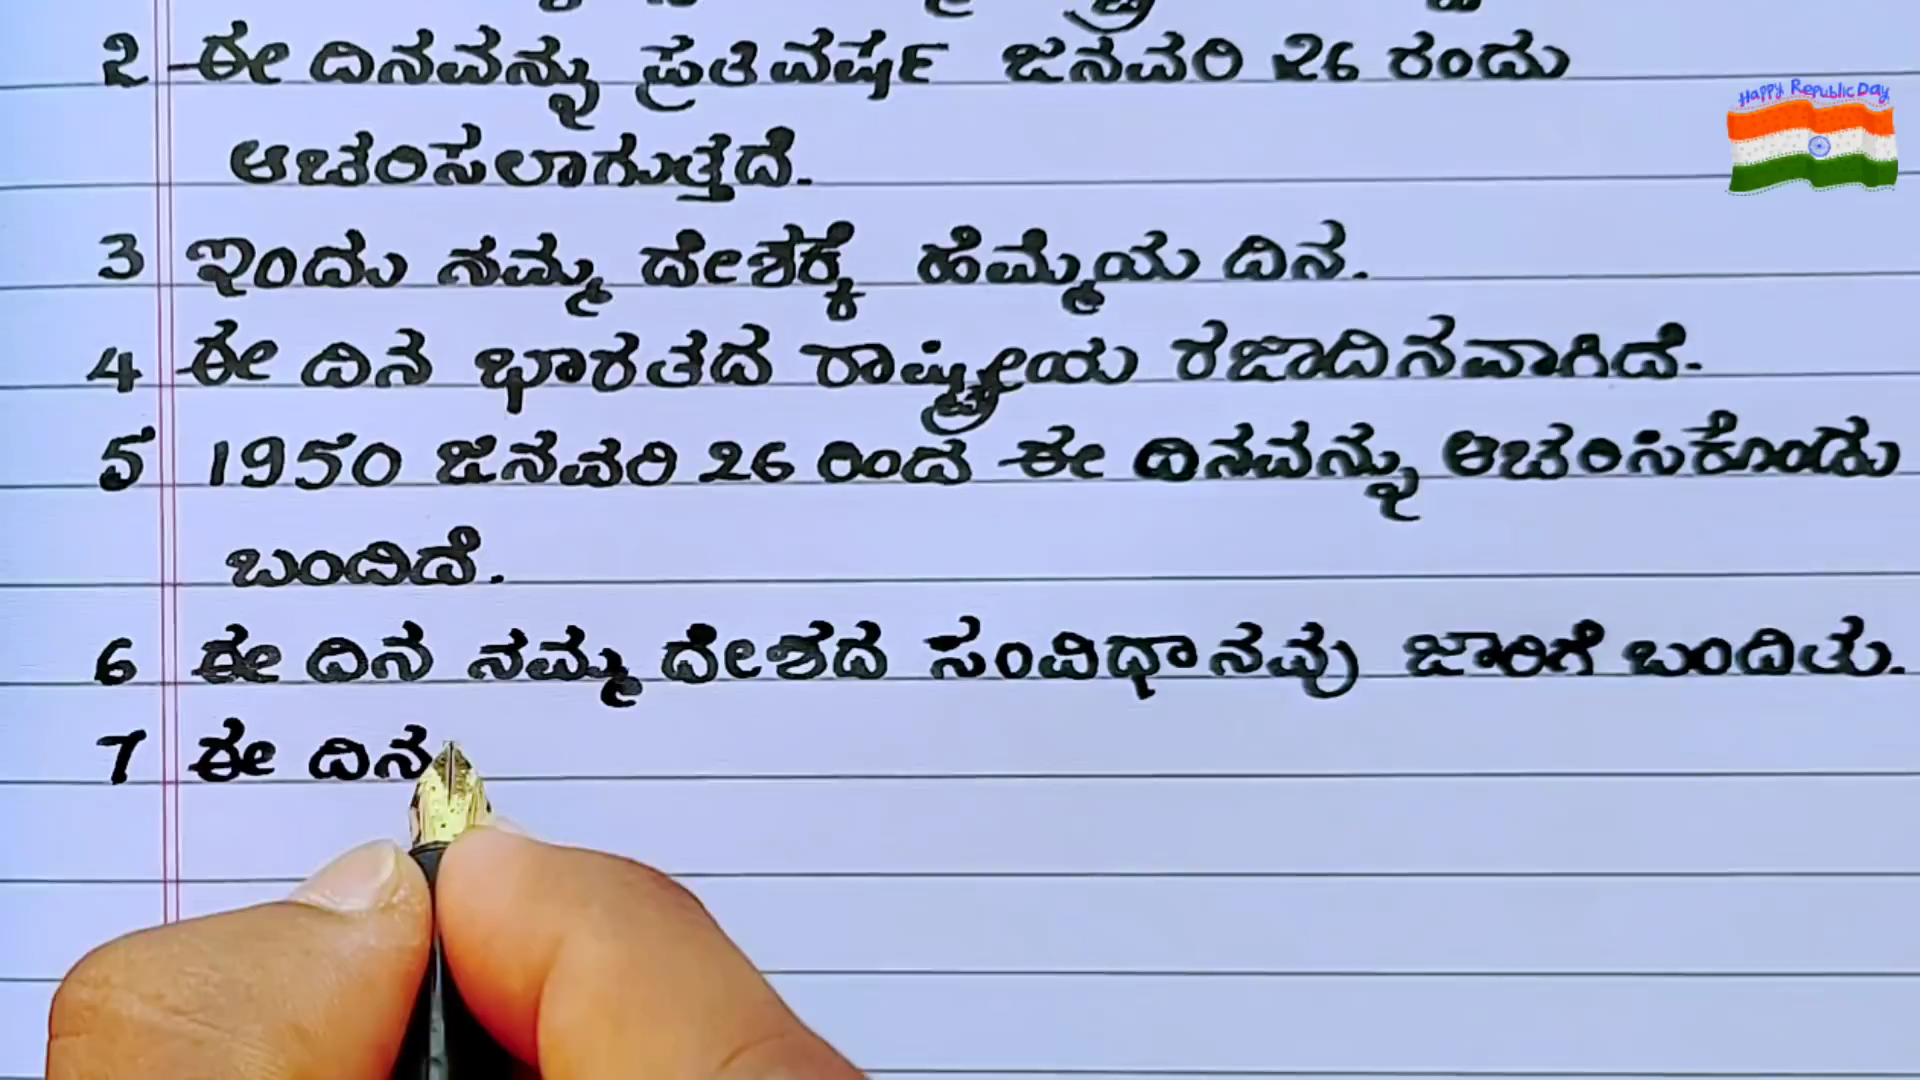 2 ಈ ದಿನವನ್ನು ಪ್ರತಿವರ್ಷ ಜನವರಿ 26 ರಂದು
ಆಚರಿಸಲಾಗುತ್ತದೆ.
Happy Republic Day
3 ಇಂದು ನಮ್ಮ ದೇಶಕ್ಕೆ ಹೆಮ್ಮೆಯ ದಿನ.
4 ಈ ದಿನ ಭಾರತದ ರಾಷ್ಟ್ರೀಯ ರಜಾದಿನವಾಗಿದೆ.
5 1950 ಜನವರಿ 26 ರಿಂದ ಈ ದಿನವನ್ನು ಆಚರಿಸಿಕೊಂಡು
ಬಂದಿದೆ.
6 ಈ ದಿನ ನಮ್ಮ ದೇಶದ ಸಂವಿಧಾನವು ಜಾರಿಗೆ ಬಂದಿತು.
7 ಈ ದಿನ